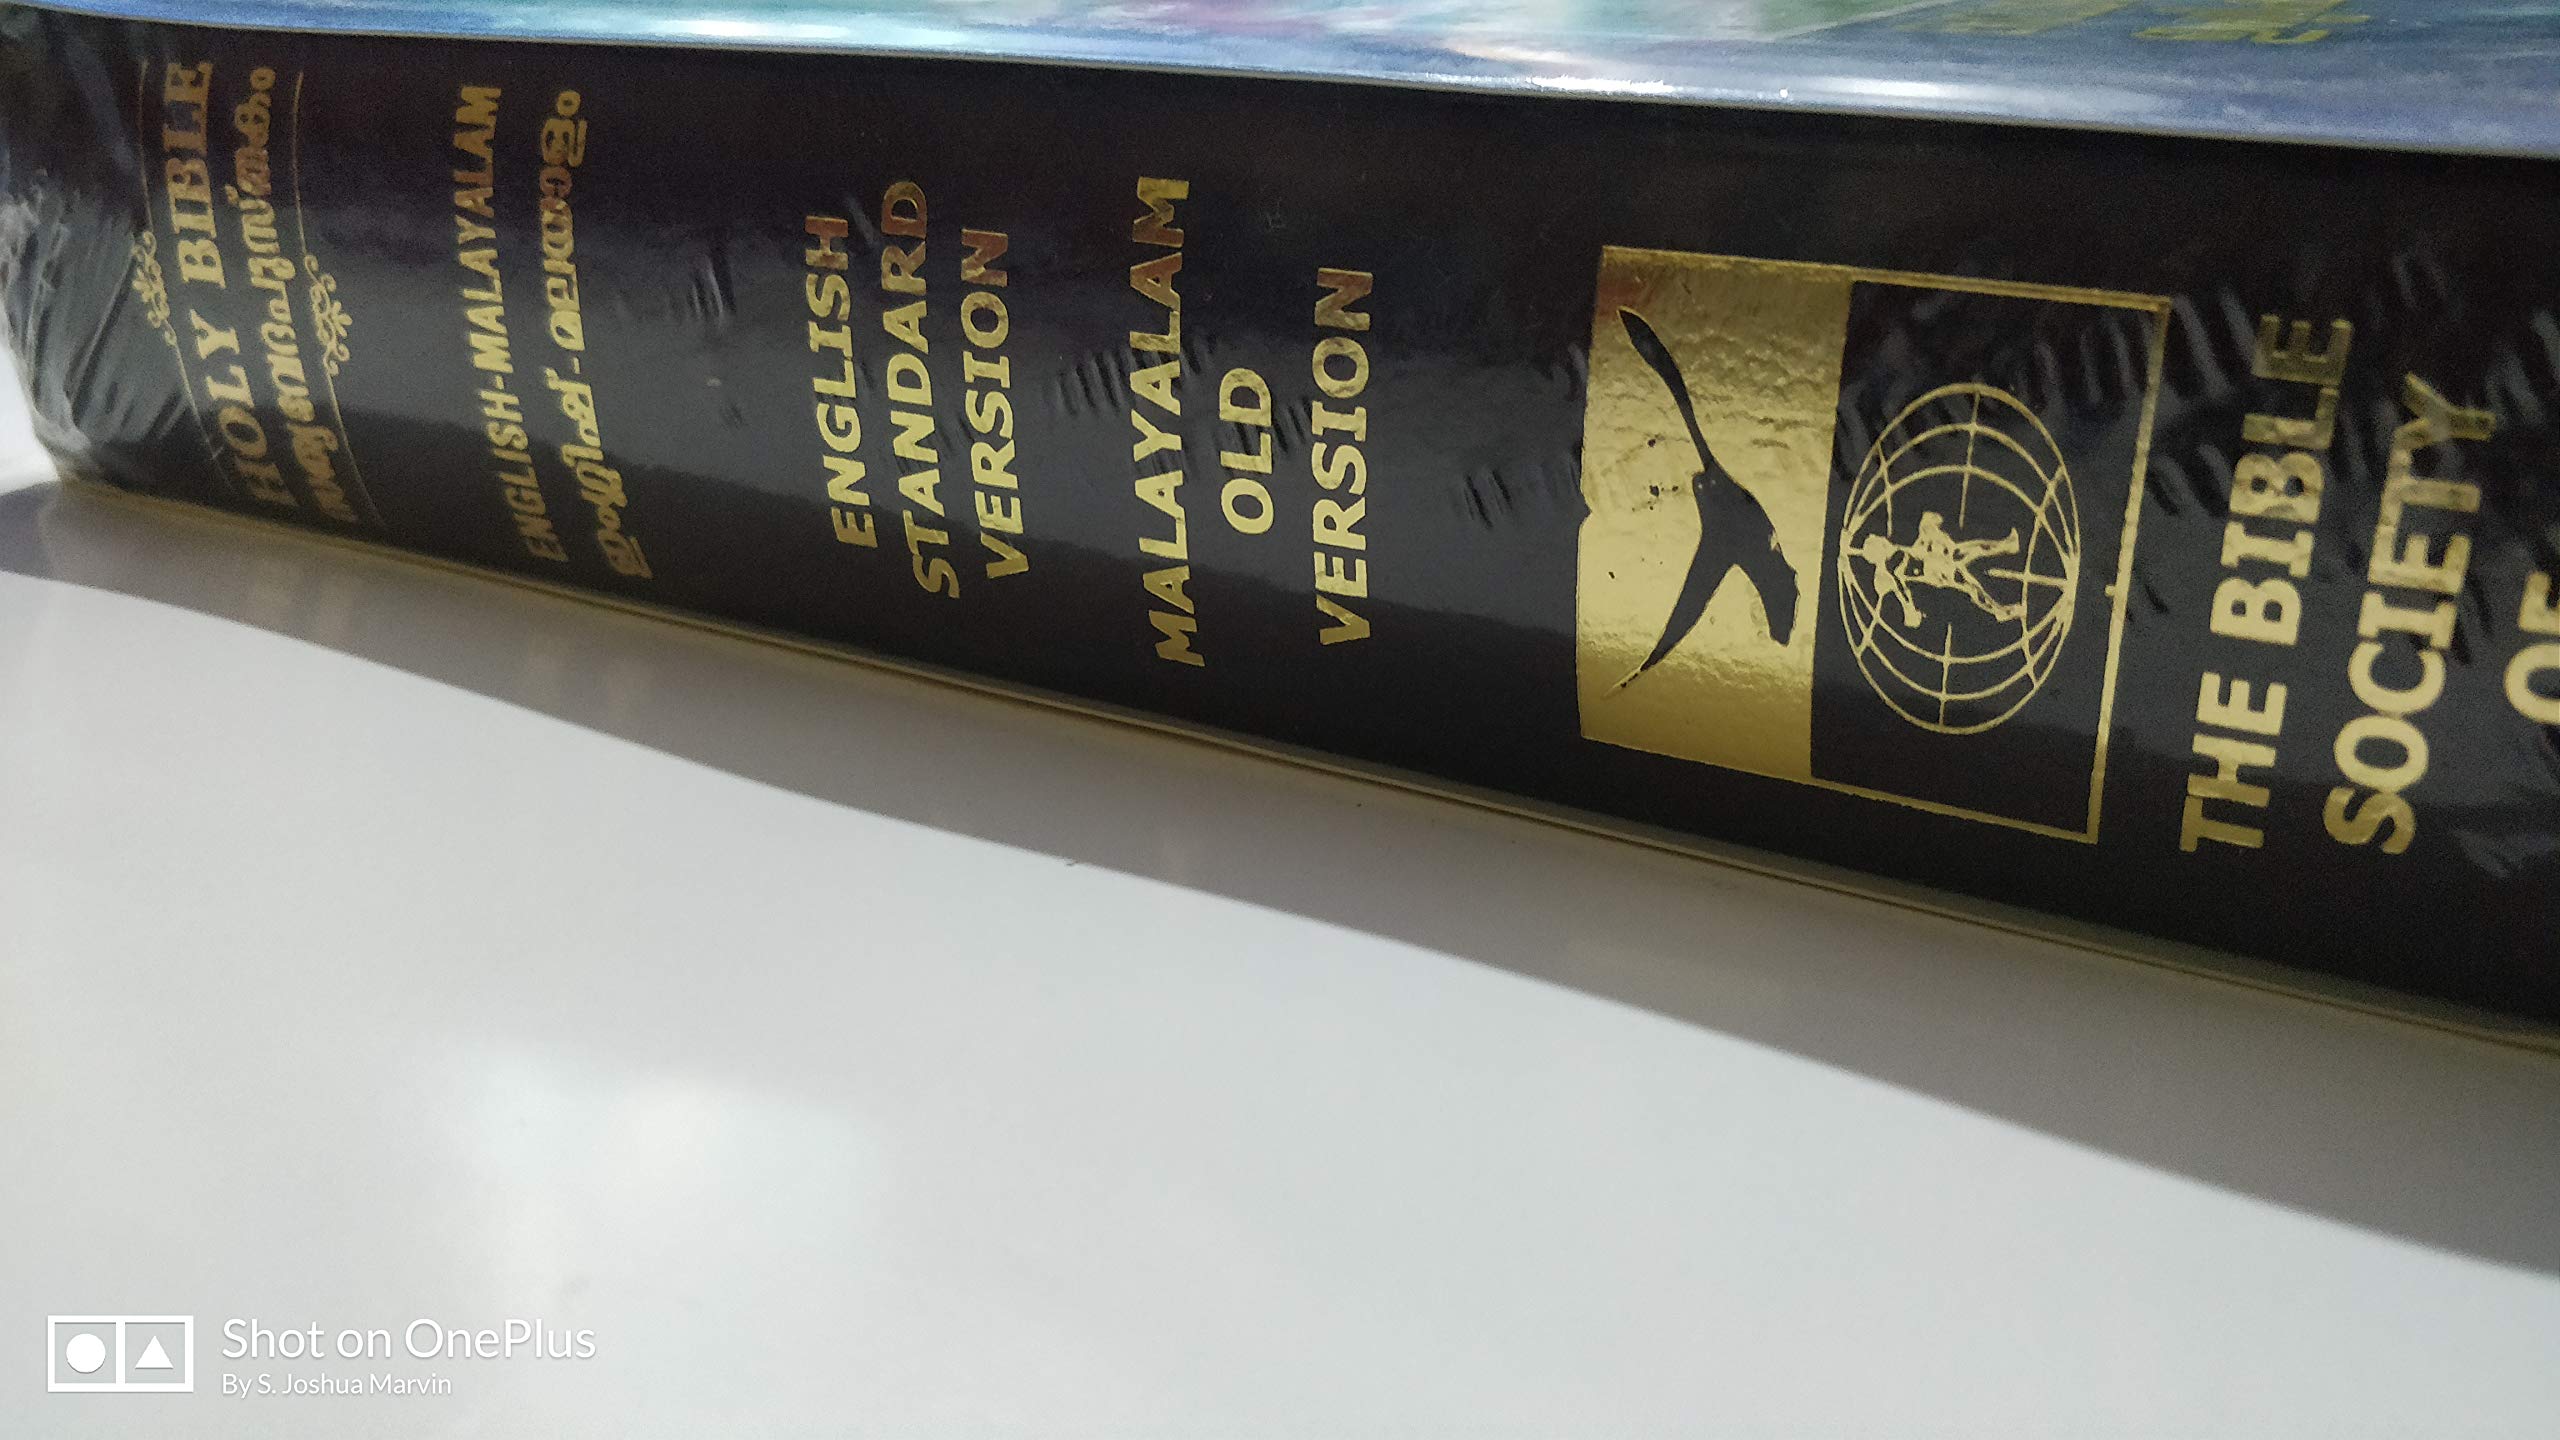 HOLY BIBLE
സത്യവേദപുസ്തകം
ENGLISH-MALAYALAM
ഇംഗ്ലീഷ്-മലയാളം
ENGLISH
STANDARD
VERSION
MALAYALAM
OLD
VERSION
THE BIBLE
SOCIETY
OF
Shot on OnePlus
By S. Joshua Marvin